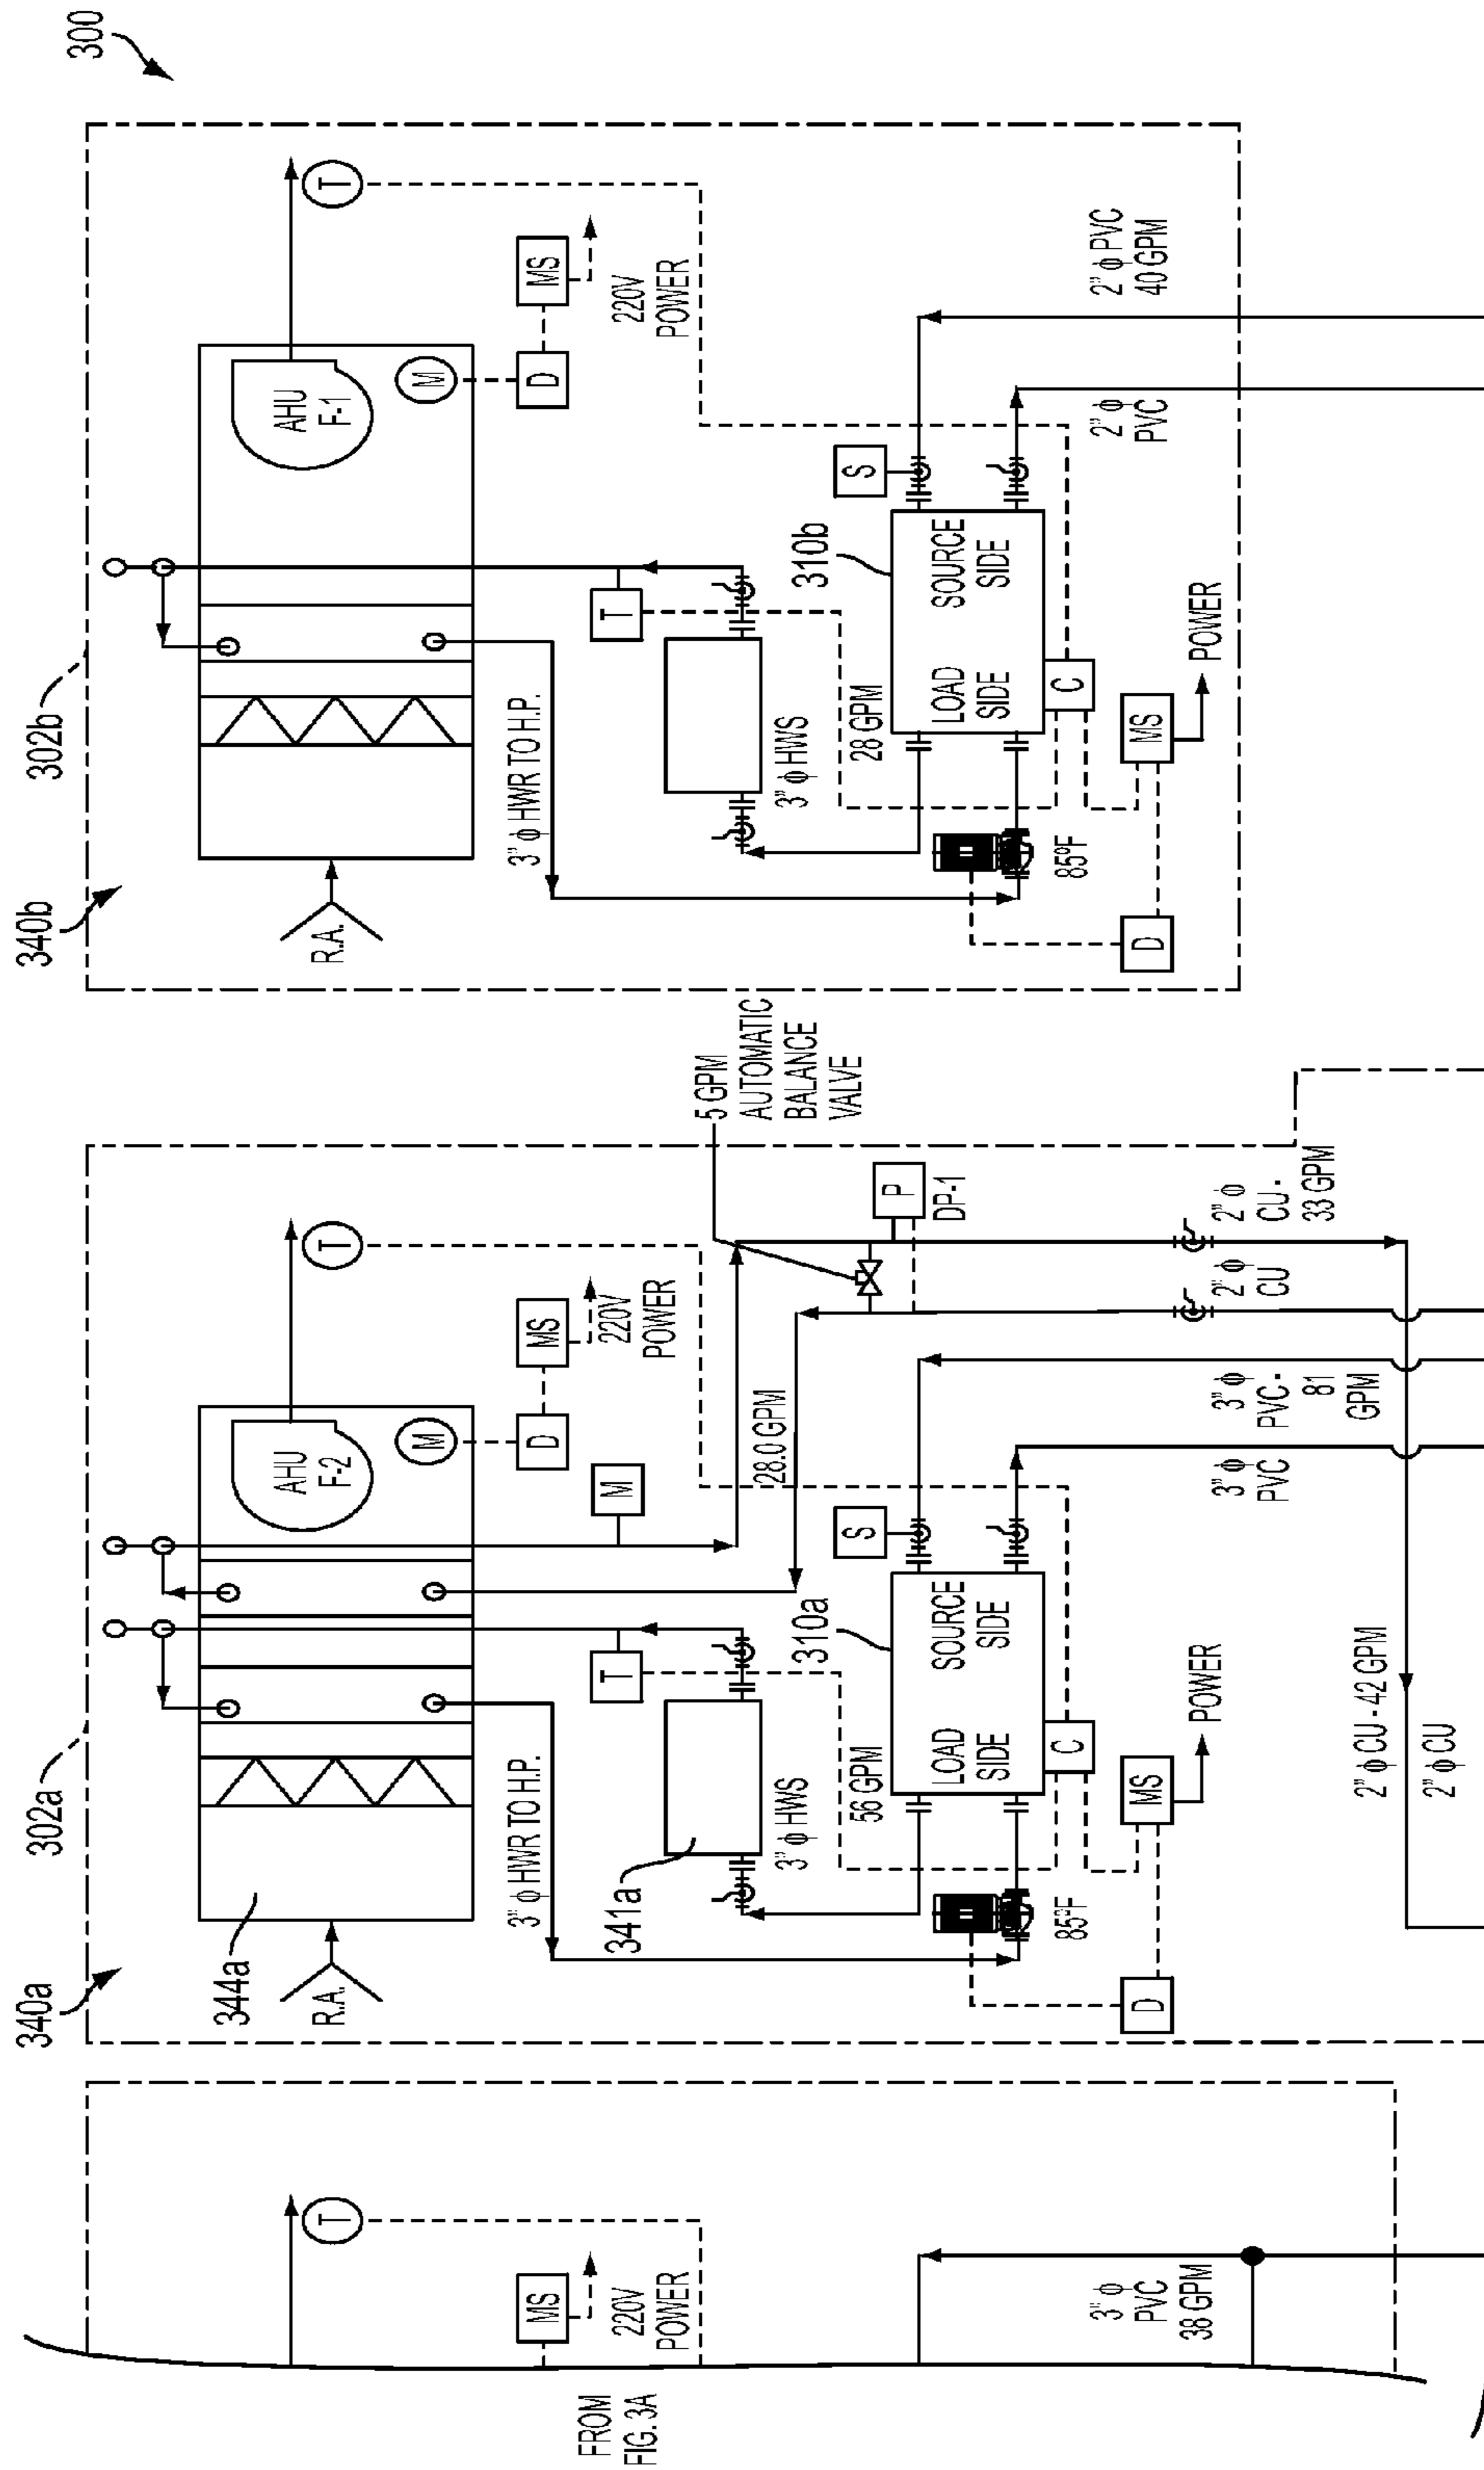 300
340b
302b
R.A.
AHU
F-1
T
M
D
MS
220V
POWER
3" ϕ HWR TO H.P.
T
3" ϕ HWS
28 GPM
310b
LOAD
SIDE
SOURCE
SIDE
S
C
85°F
D
MS
POWER
2" ϕ
PVC
2" ϕ PVC
40 GPM
340a
302a
344a
R.A.
AHU
F-2
T
M
D
MS
220V
POWER
M
3" ϕ HWR TO H.P.
341a
T
3" ϕ HWS
56 GPM
28.0 GPM
310a
LOAD
SIDE
SOURCE
SIDE
S
C
85°F
D
MS
POWER
5 GPM
AUTOMATIC
BALANCE
VALVE
P
DP-1
2" ϕ
CU-
33 GPM
2" ϕ
CU
3" ϕ
PVC-
81
GPM
3" ϕ
PVC
2" ϕ CU - 42 GPM
2" ϕ CU
T
MS
220V
POWER
3" ϕ
PVC
38 GPM
FROM
FIG. 3A